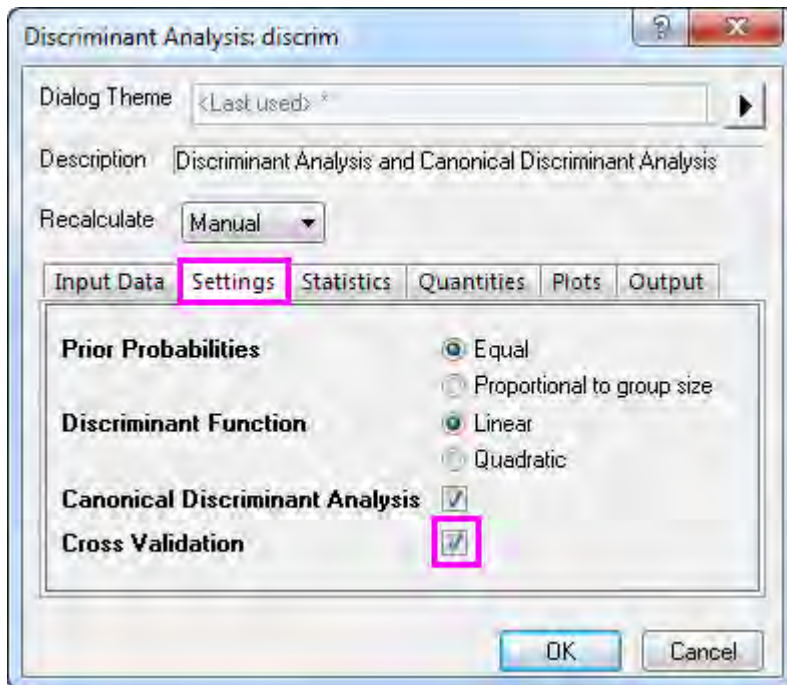 Discriminant Analysis: discrim
Dialog Theme <Last used> *
Description Discriminant Analysis and Canonical Discriminant Analysis
Recalculate Manual
Input Data Settings Statistics Quantities Plots Output
Prior Probabilities Equal
Proportional to group size
Discriminant Function Linear
Quadratic
Canonical Discriminant Analysis
Cross Validation
OK Cancel